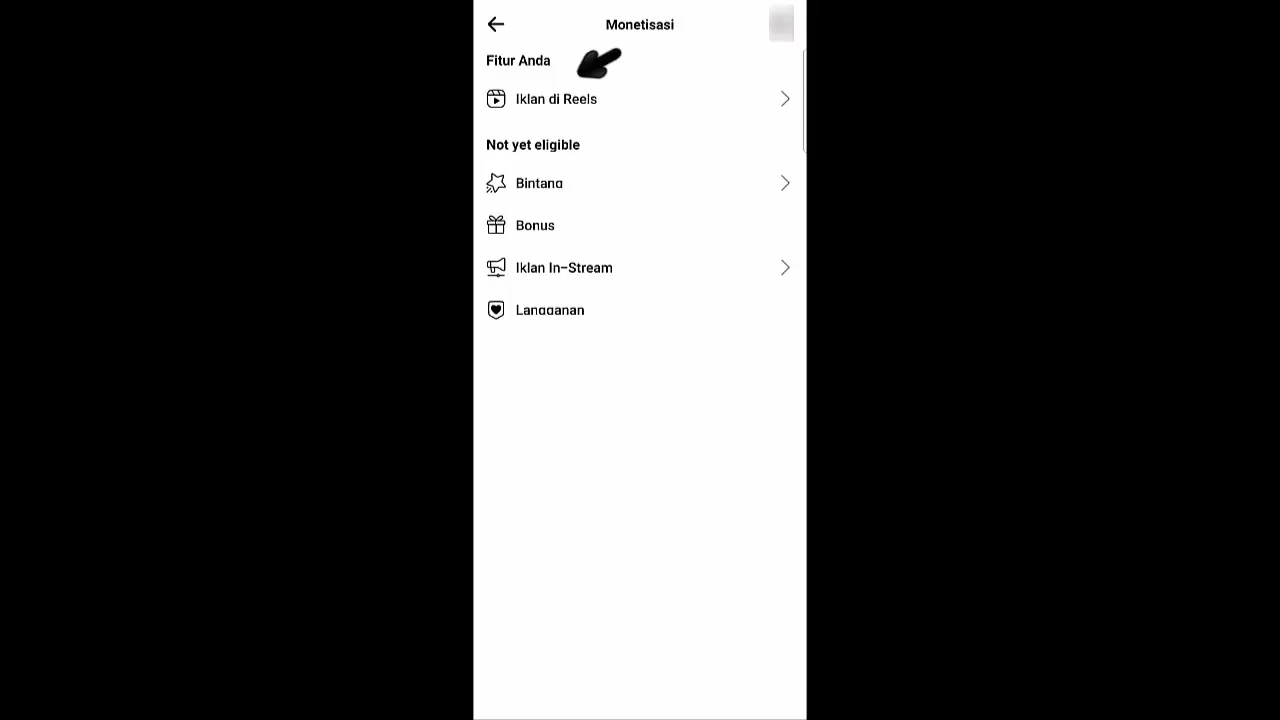 Monetisasi
Fitur Anda
Iklan di Reels
Not yet eligible
Bintang
Bonus
Iklan In-Stream
Langganan